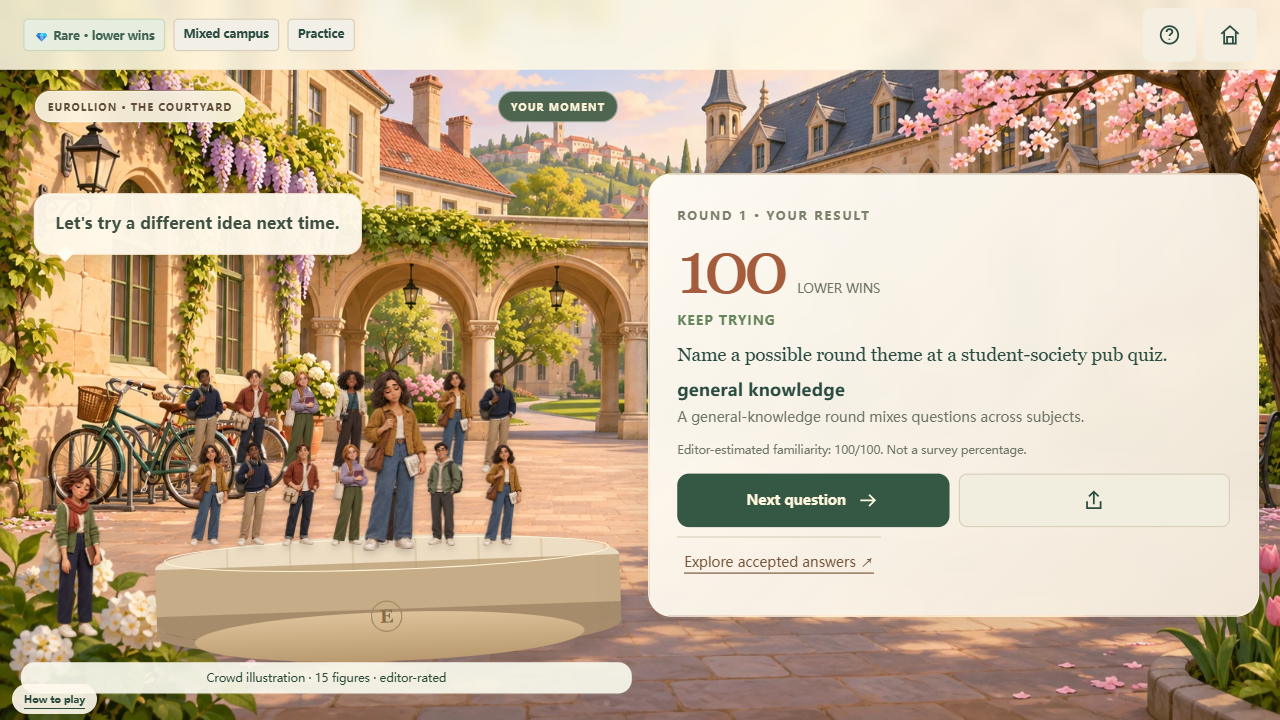 Rare • lower wins
Mixed campus
Practice
EUROLLION • THE COURTYARD
YOUR MOMENT
Let's try a different idea next time.
ROUND 1 • YOUR RESULT
100 LOWER WINS
KEEP TRYING
Name a possible round theme at a student-society pub quiz.
general knowledge
A general-knowledge round mixes questions across subjects.
Editor-estimated familiarity: 100/100. Not a survey percentage.
Next question →
Explore accepted answers ↗
E
Crowd illustration · 15 figures · editor-rated
How to play